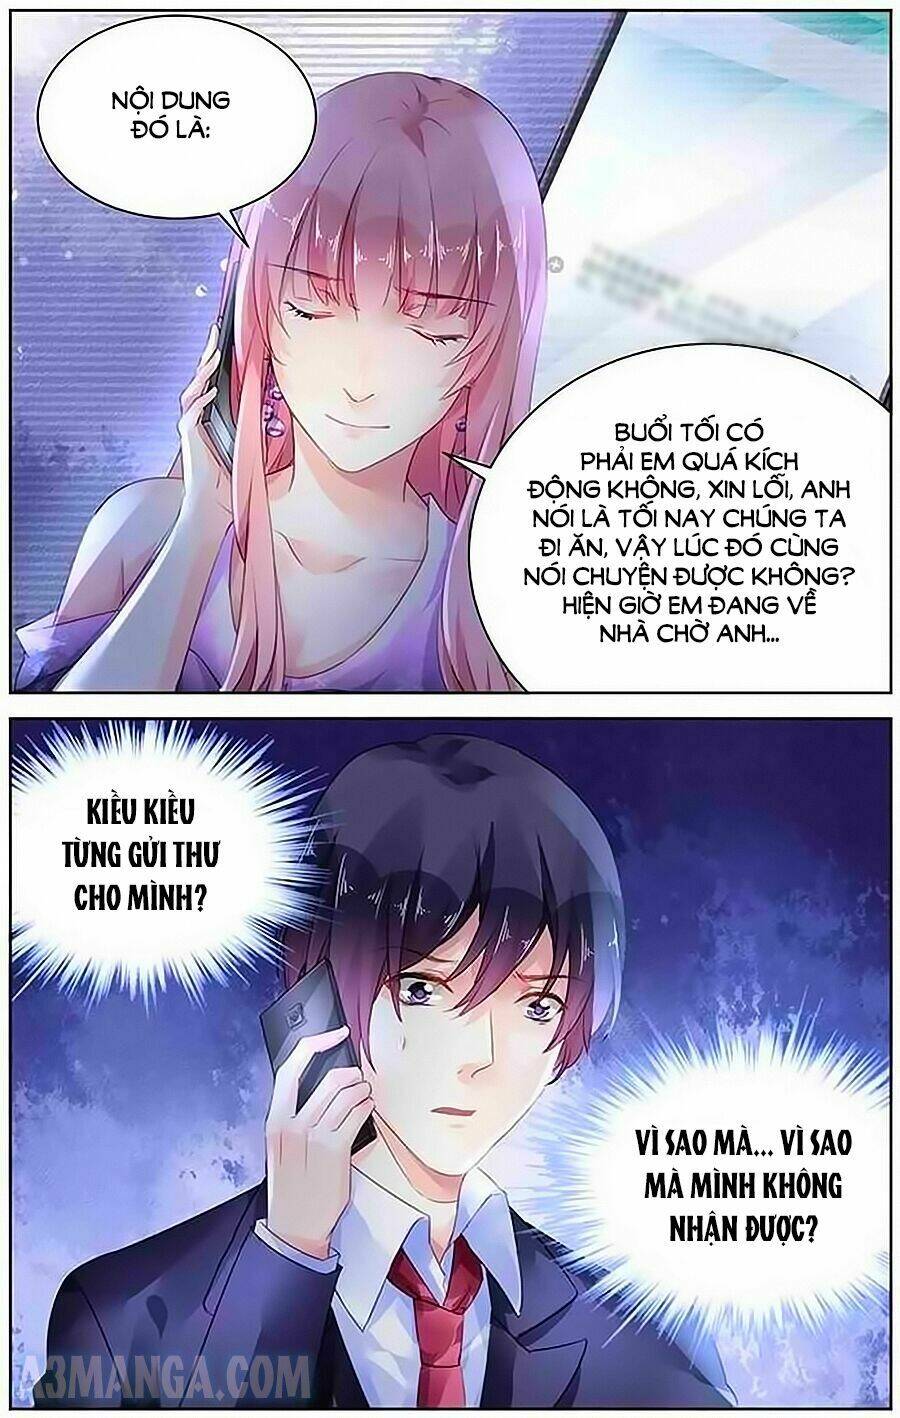 NỘI DUNG
ĐÓ LÀ:
BUỔI TỐI CÓ
PHẢI EM QUÁ KÍCH
ĐỘNG KHÔNG, XIN LỖI, ANH
NÓI LÀ TỐI NAY CHÚNG TA
ĐI ĂN, VẬY LÚC ĐÓ CÙNG
NÓI CHUYỆN ĐƯỢC KHÔNG?
HIỆN GIỜ EM ĐANG VỀ
NHÀ CHỜ ANH...
KIỀU KIỀU
TỪNG GỬI THƯ
CHO MÌNH?
VÌ SAO MÀ... VÌ SAO
MÀ MÌNH KHÔNG
NHẬN ĐƯỢC?
A3MANGA.COM